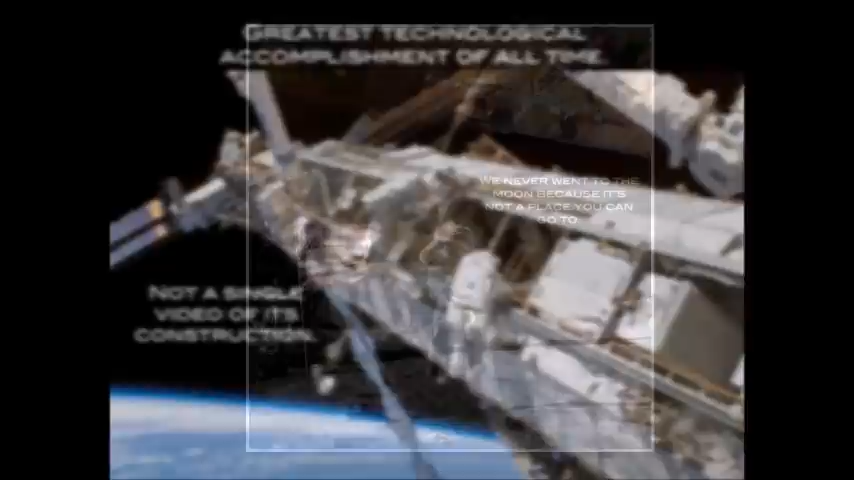 GREATEST TECHNOLOGICAL
ACCOMPLISHMENT OF ALL TIME.
WE NEVER WENT TO THE
MOON BECAUSE IT'S
NOT A PLACE YOU CAN
GO TO
NOT A SINGLE
VIDEO OF ITS
CONSTRUCTION.